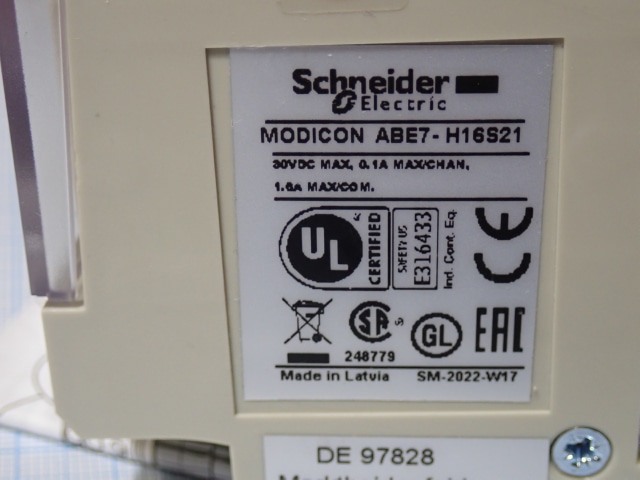 Schneider
Electric
MODICON ABE7-H16S21
30VDC MAX, 0.1A MAX/CHAN,
1.6A MAX/COM.
UL
CERTIFIED
SAFETY US
E316433
Ind. Cont. Eq.
CE
SA
GL
EAC
248779
Made in Latvia SM-2022-W17
DE 97828